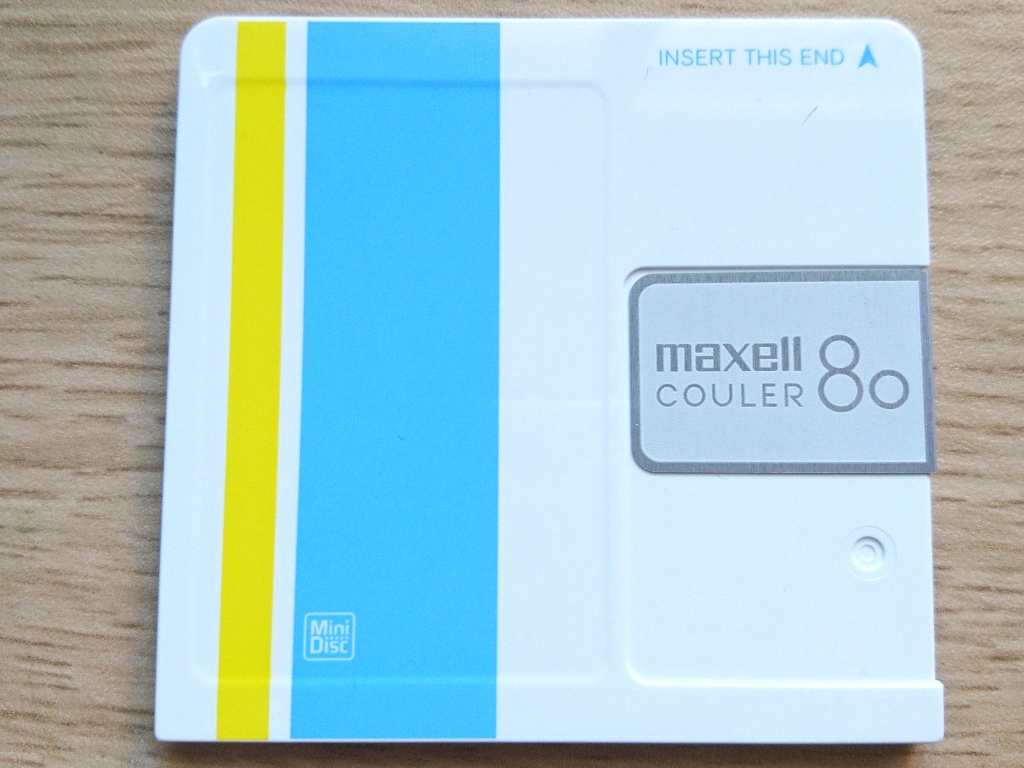 INSERT THIS END
maxell
COULER 80
Mini
Disc